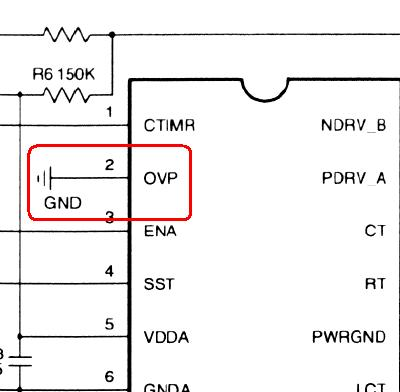 R6 150K
1
CTIMR
NDRV_B
2
OVP
PDRV_A
GND
3
ENA
CT
4
SST
RT
5
VDDA
PWRGND
6
GNDA
LCT